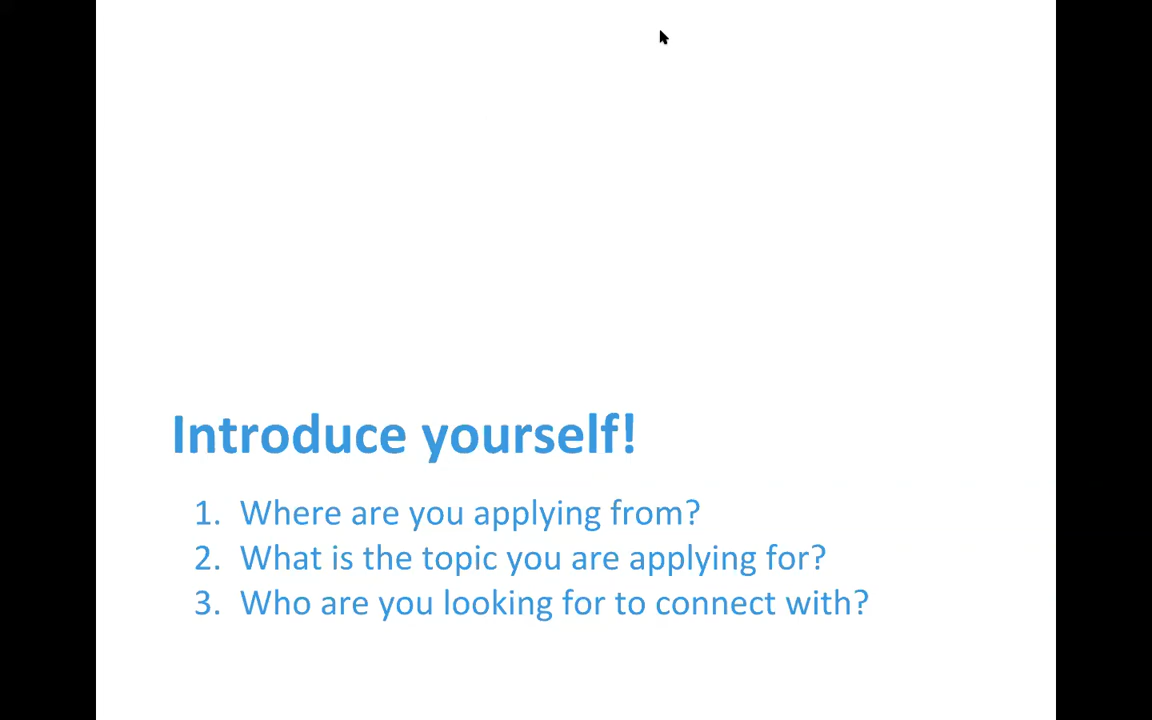 Introduce yourself!
1. Where are you applying from?
2. What is the topic you are applying for?
3. Who are you looking for to connect with?